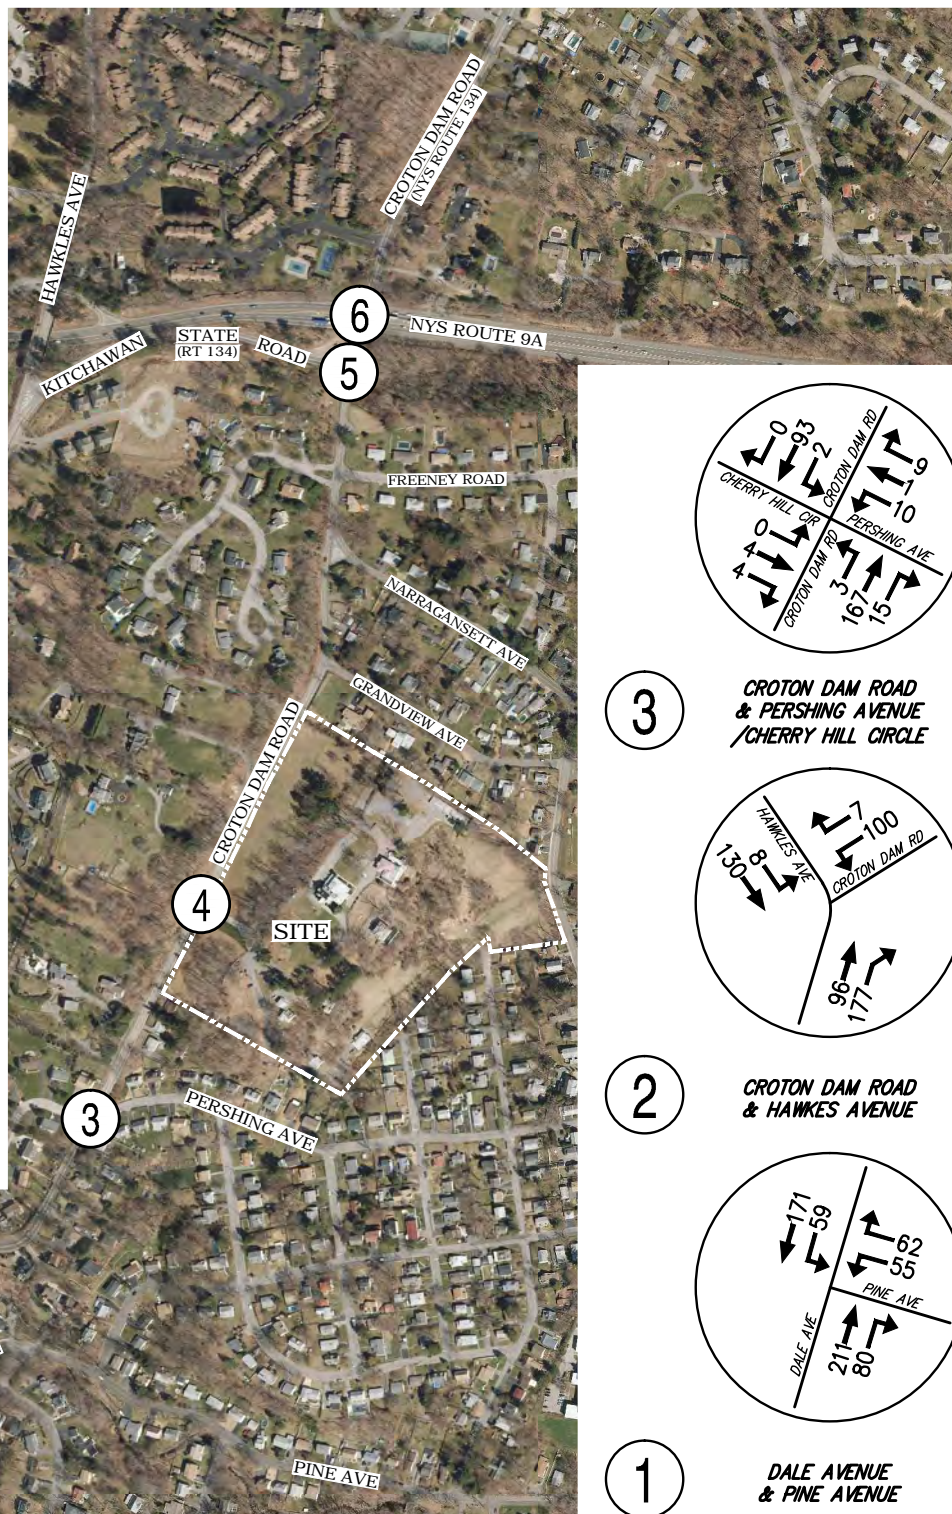 CROTON DAM ROAD
(NYS ROUTE 134)
HAWKLES AVE
6
NYS ROUTE 9A
STATE
(RT 134)
ROAD
KITCHAWAN
5
FREENEY ROAD
NARRAGANSETT AVE
GRANDVIEW AVE
CROTON DAM ROAD
4
SITE
3
PERSHING AVE
PINE AVE
0
93
2
CROTON DAM RD
9
1
10
CHERRY HILL CIR
PERSHING AVE
0
4
4
CROTON DAM RD
3
167
15
3
CROTON DAM ROAD
& PERSHING AVENUE
/CHERRY HILL CIRCLE
HAWKLES AVE
7
100
CROTON DAM RD
8
130
96
177
2
CROTON DAM ROAD
& HAWKES AVENUE
171
59
62
55
PINE AVE
DALE AVE
211
80
1
DALE AVENUE
& PINE AVENUE